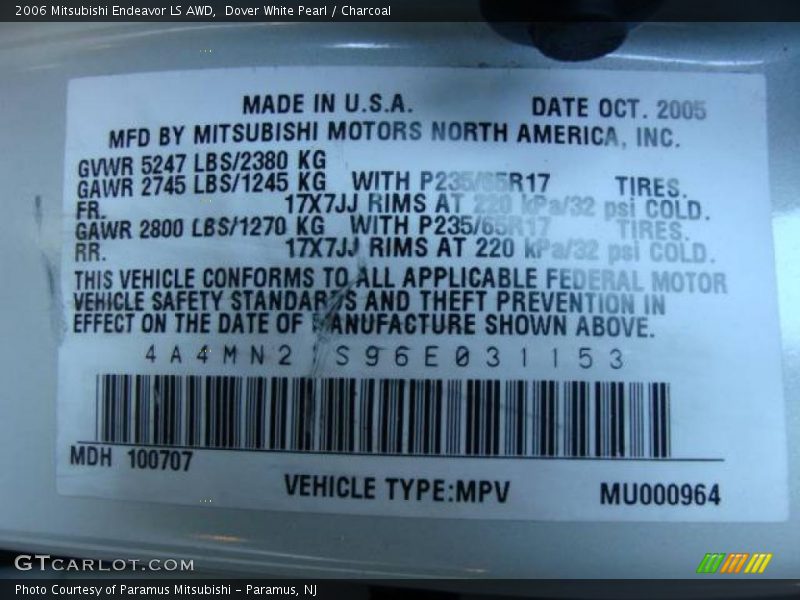 2006 Mitsubishi Endeavor LS AWD, Dover White Pearl / Charcoal
MADE IN U.S.A. DATE OCT. 2005
MFD BY MITSUBISHI MOTORS NORTH AMERICA, INC.
GVWR 5247 LBS/2380 KG
GAWR 2745 LBS/1245 KG WITH P235/65R17 TIRES.
FR. 17X7JJ RIMS AT 220 kPa/32 psi COLD.
GAWR 2800 LBS/1270 KG WITH P235/65R17 TIRES.
RR. 17X7JJ RIMS AT 220 kPa/32 psi COLD.
THIS VEHICLE CONFORMS TO ALL APPLICABLE FEDERAL MOTOR
VEHICLE SAFETY STANDARDS AND THEFT PREVENTION IN
EFFECT ON THE DATE OF MANUFACTURE SHOWN ABOVE.
4A4MN21S96E031153
MDH 100707
VEHICLE TYPE:MPV MU000964
GTCARLOT.COM
Photo Courtesy of Paramus Mitsubishi - Paramus, NJ